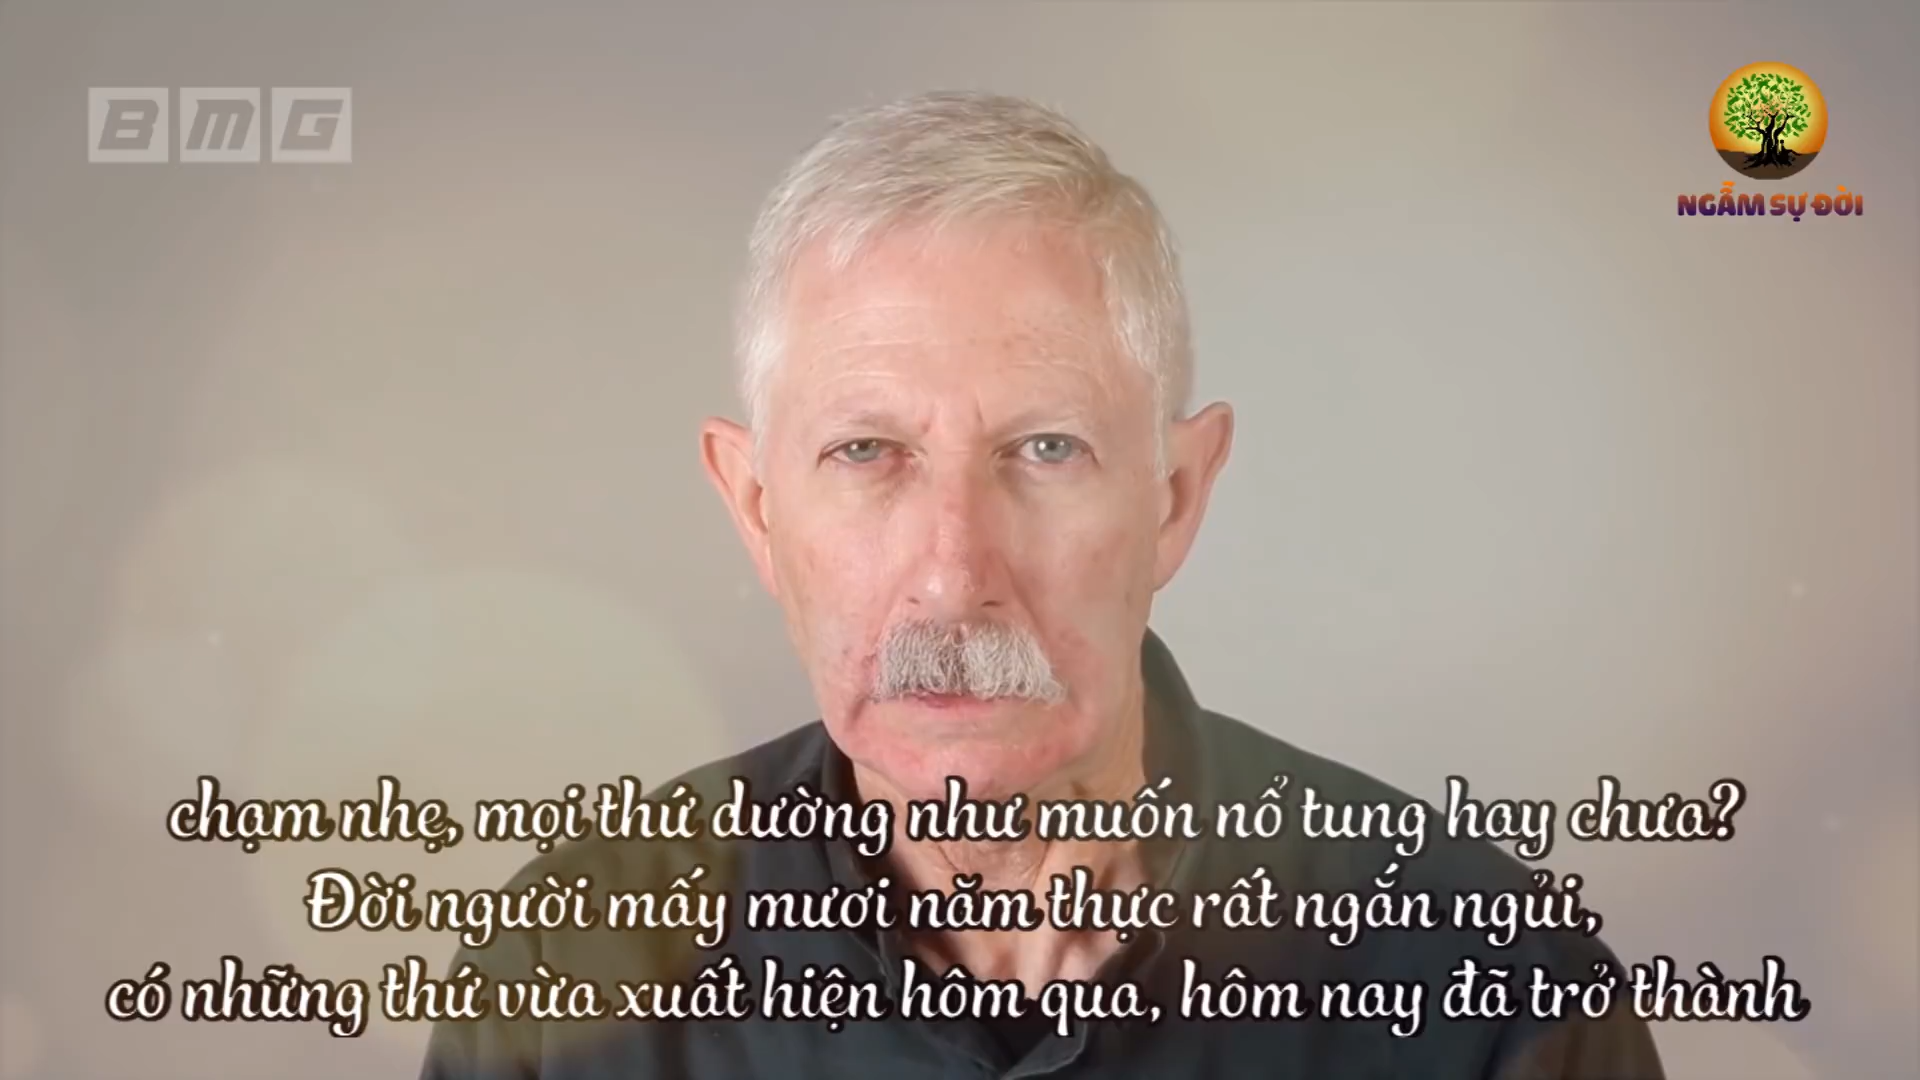 BMG
NGẪM SỰ ĐỜI
chạm nhẹ, mọi thứ dường như muốn nổ tung hay chưa?
Đời người mấy mươi năm thực rất ngắn ngủi,
có những thứ vừa xuất hiện hôm qua, hôm nay đã trở thành